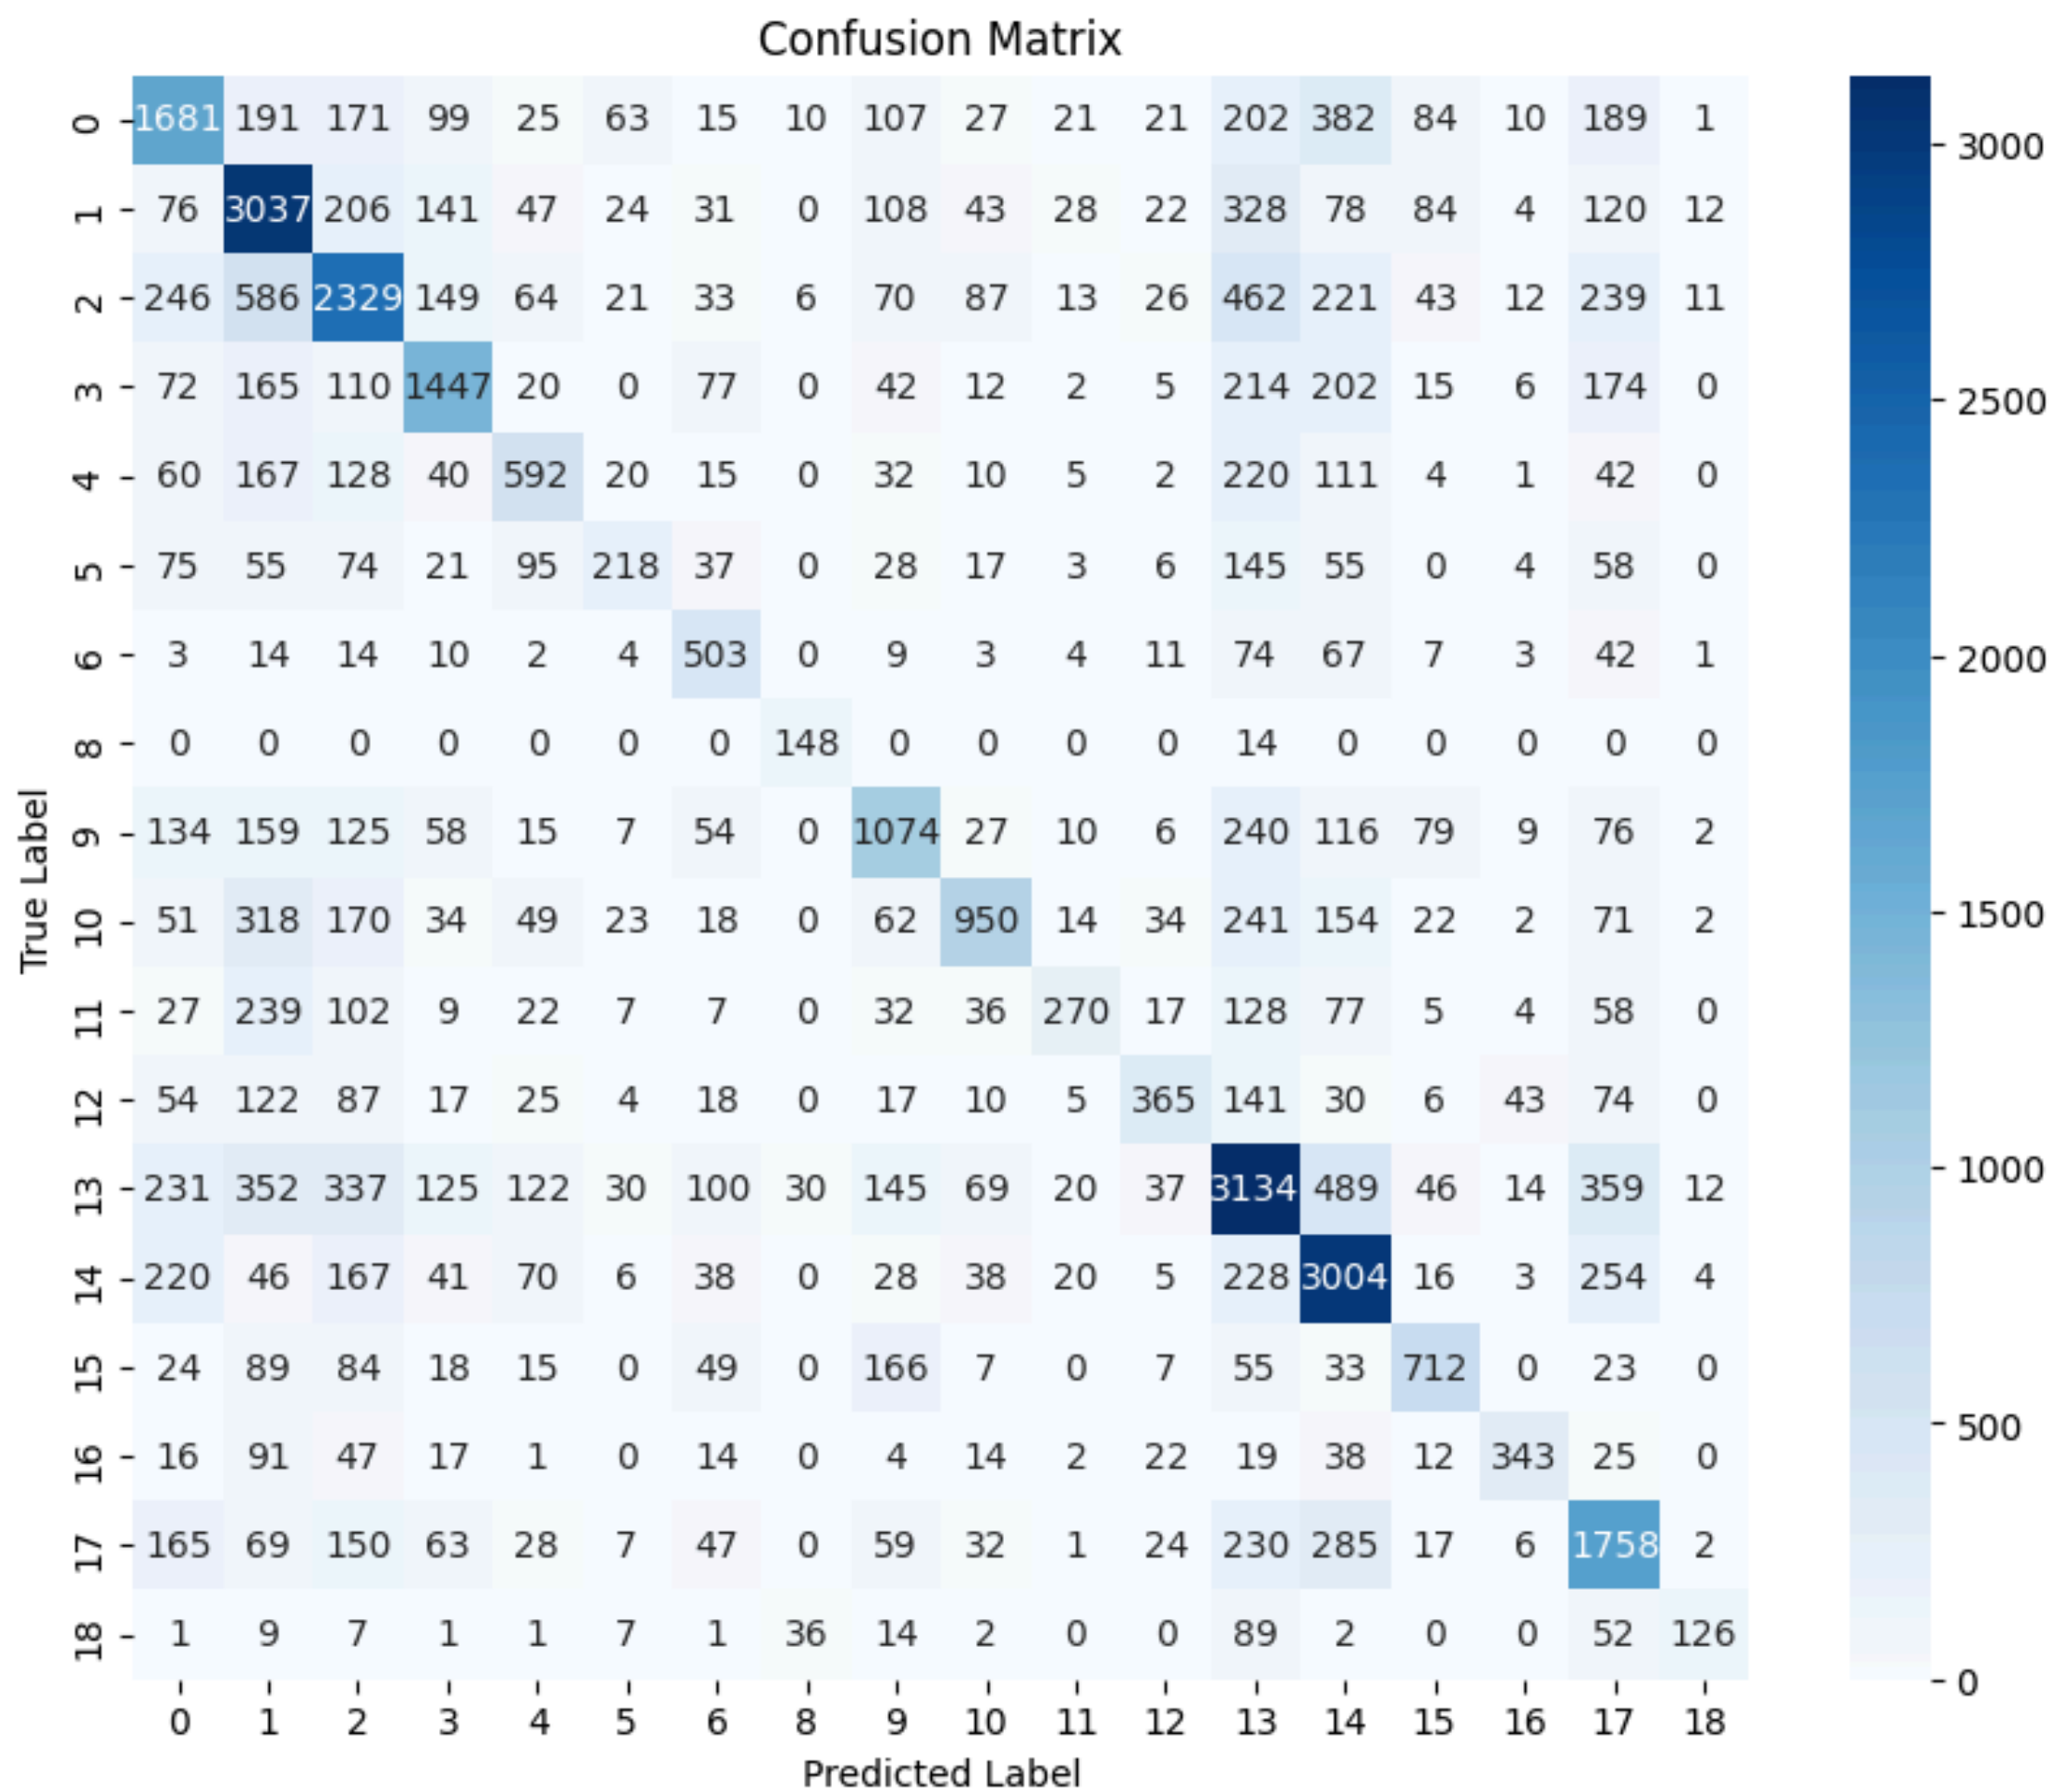 Confusion Matrix
0 1681 191 171 99 25 63 15 10 107 27 21 21 202 382 84 10 189 1
1 76 3037 206 141 47 24 31 0 108 43 28 22 328 78 84 4 120 12
2 246 586 2329 149 64 21 33 6 70 87 13 26 462 221 43 12 239 11
3 72 165 110 1447 20 0 77 0 42 12 2 5 214 202 15 6 174 0
4 60 167 128 40 592 20 15 0 32 10 5 2 220 111 4 1 42 0
5 75 55 74 21 95 218 37 0 28 17 3 6 145 55 0 4 58 0
6 3 14 14 10 2 4 503 0 9 3 4 11 74 67 7 3 42 1
8 0 0 0 0 0 0 0 148 0 0 0 0 14 0 0 0 0 0
9 134 159 125 58 15 7 54 0 1074 27 10 6 240 116 79 9 76 2
10 51 318 170 34 49 23 18 0 62 950 14 34 241 154 22 2 71 2
11 27 239 102 9 22 7 7 0 32 36 270 17 128 77 5 4 58 0
12 54 122 87 17 25 4 18 0 17 10 5 365 141 30 6 43 74 0
13 231 352 337 125 122 30 100 30 145 69 20 37 3134 489 46 14 359 12
14 220 46 167 41 70 6 38 0 28 38 20 5 228 3004 16 3 254 4
15 24 89 84 18 15 0 49 0 166 7 0 7 55 33 712 0 23 0
16 16 91 47 17 1 0 14 0 4 14 2 22 19 38 12 343 25 0
17 165 69 150 63 28 7 47 0 59 32 1 24 230 285 17 6 1758 2
18 1 9 7 1 1 7 1 36 14 2 0 0 89 2 0 0 52 126
0 1 2 3 4 5 6 8 9 10 11 12 13 14 15 16 17 18
Predicted Label
True Label
3000
2500
2000
1500
1000
500
0